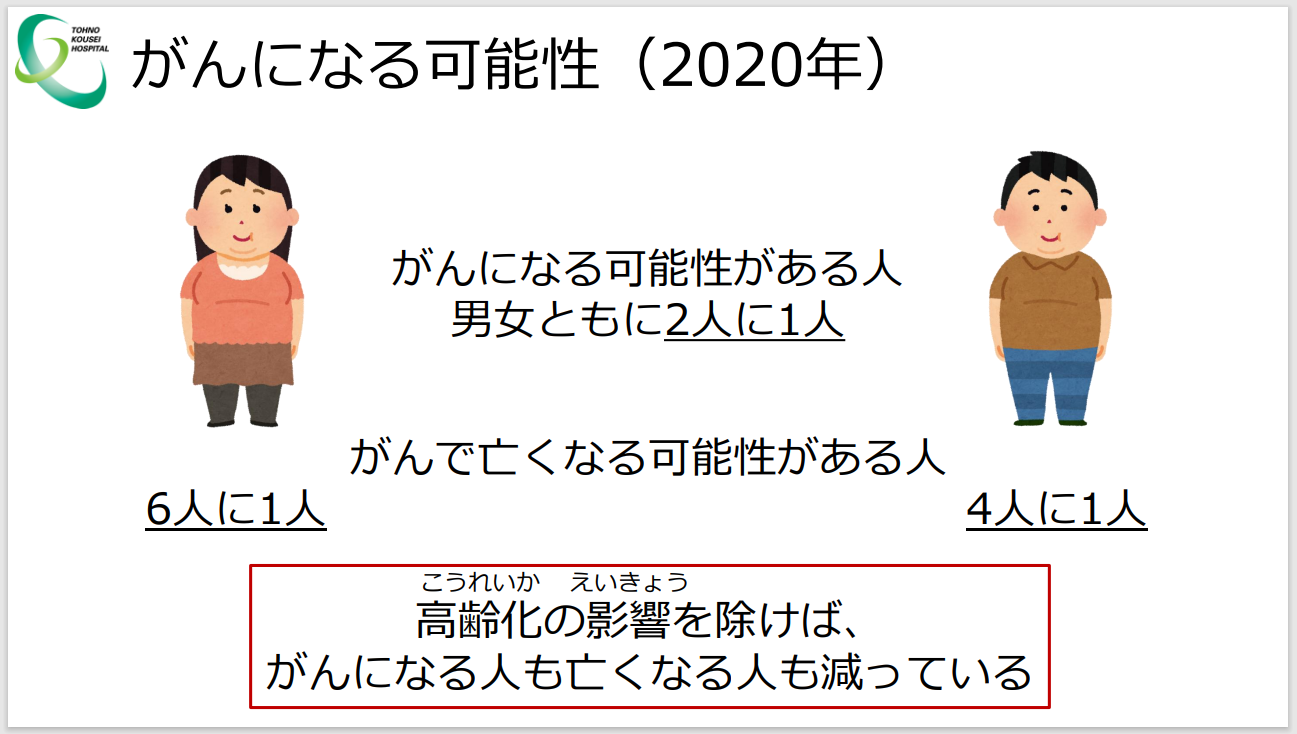 TOHNO
KOUSEI
HOSPITAL
がんになる可能性（2020年）
がんになる可能性がある人
男女ともに2人に1人
がんで亡くなる可能性がある人
6人に1人
4人に1人
こうれいか えいきょう
高齢化の影響を除けば、
がんになる人も亡くなる人も減っている